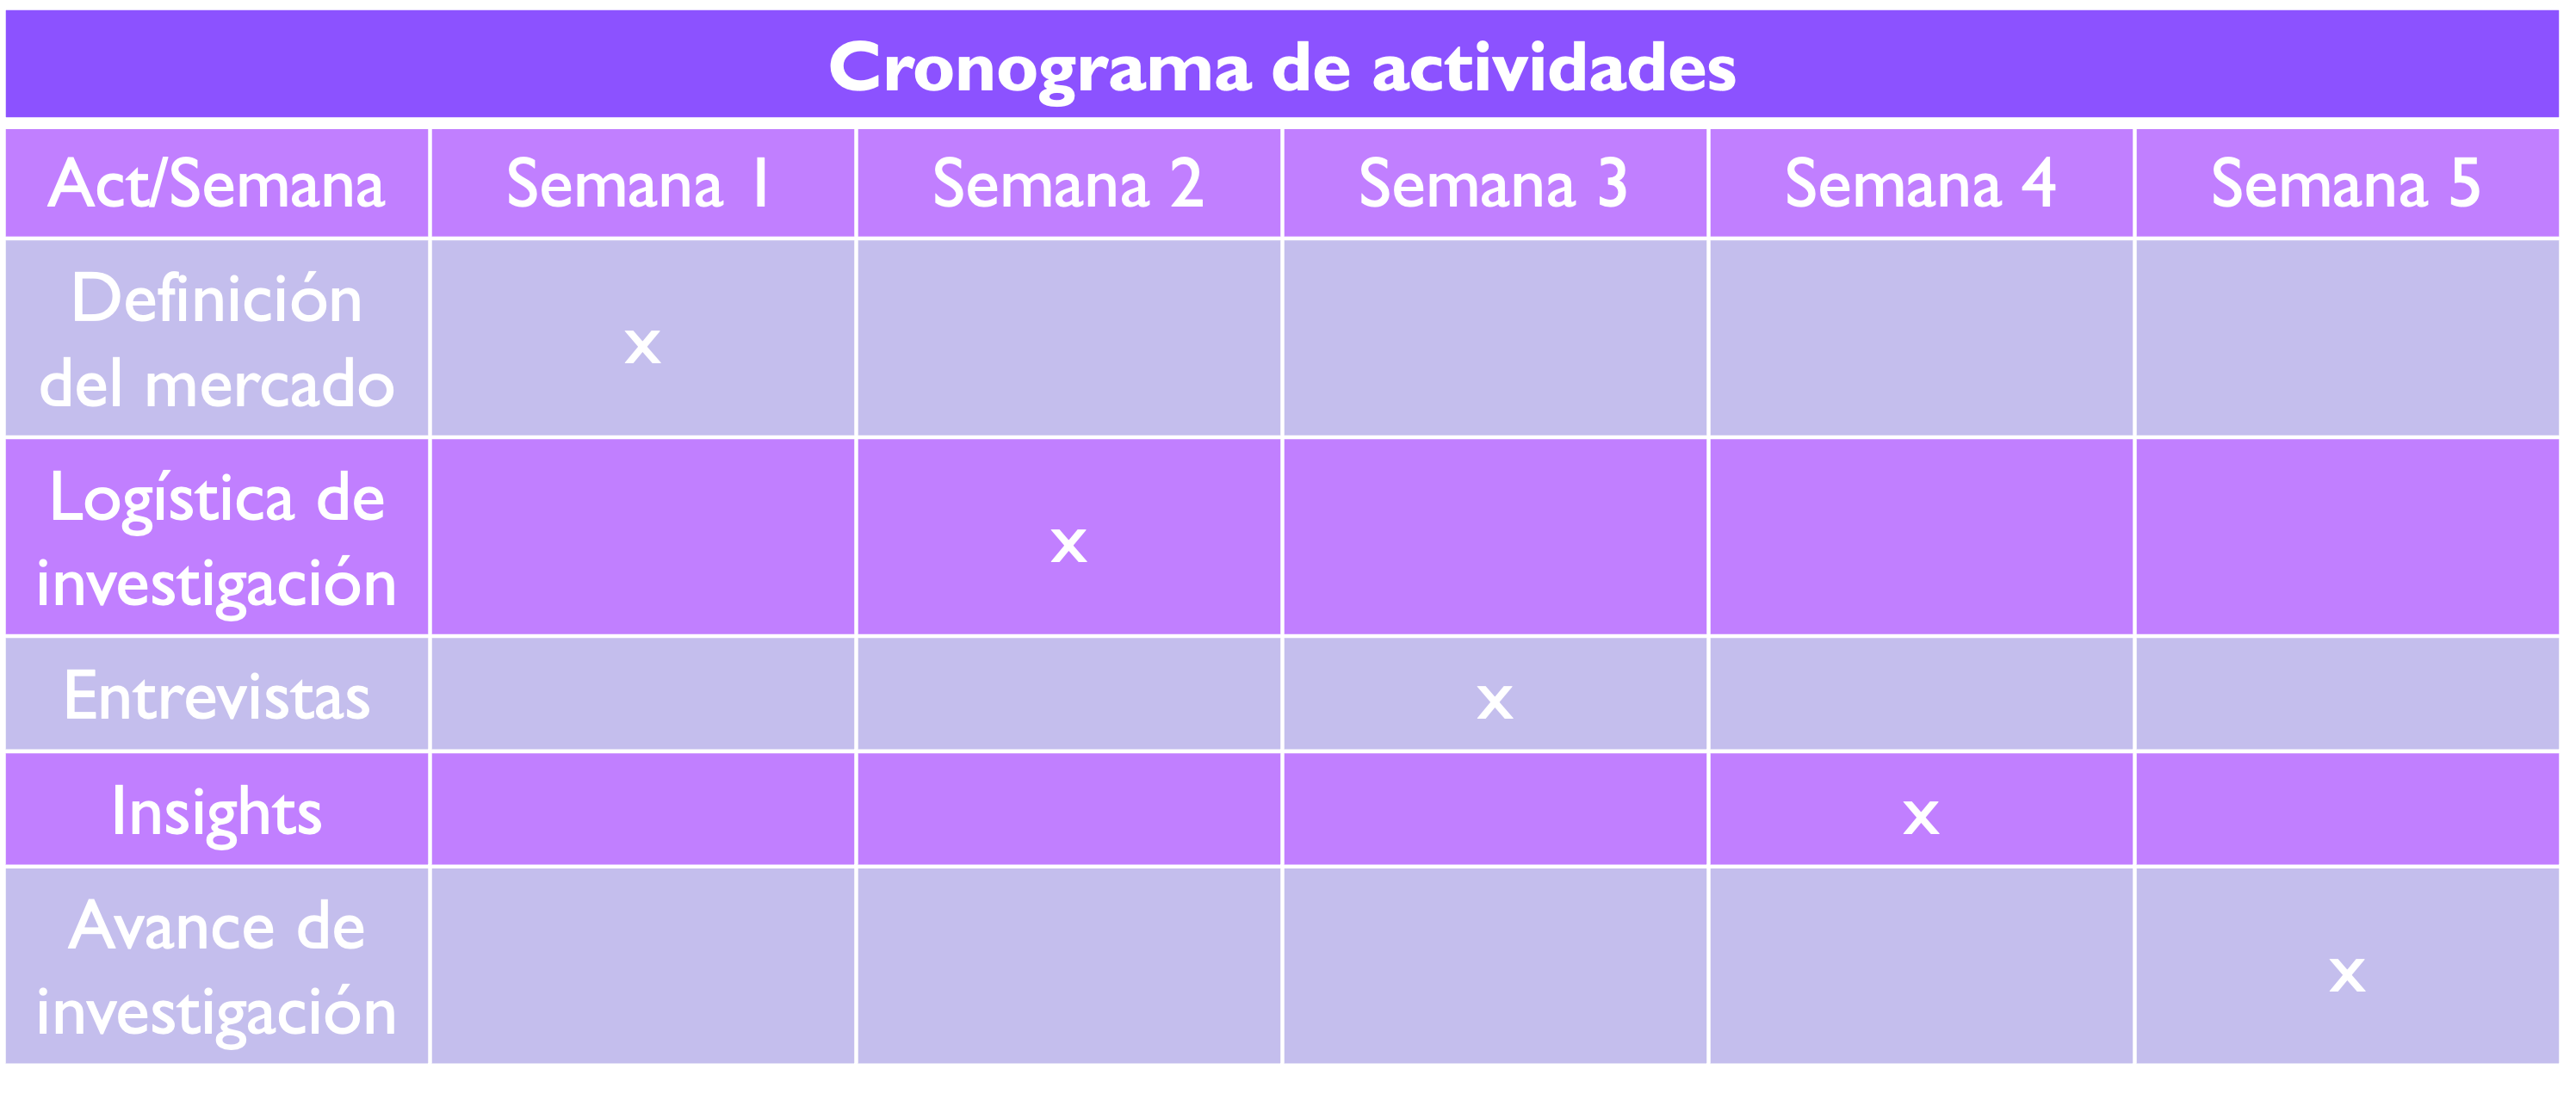 Cronograma de actividades
Act/Semana Semana 1 Semana 2 Semana 3 Semana 4 Semana 5
Definición
del mercado
x
Logística de
investigación
x
Entrevistas x
Insights x
Avance de
investigación
x